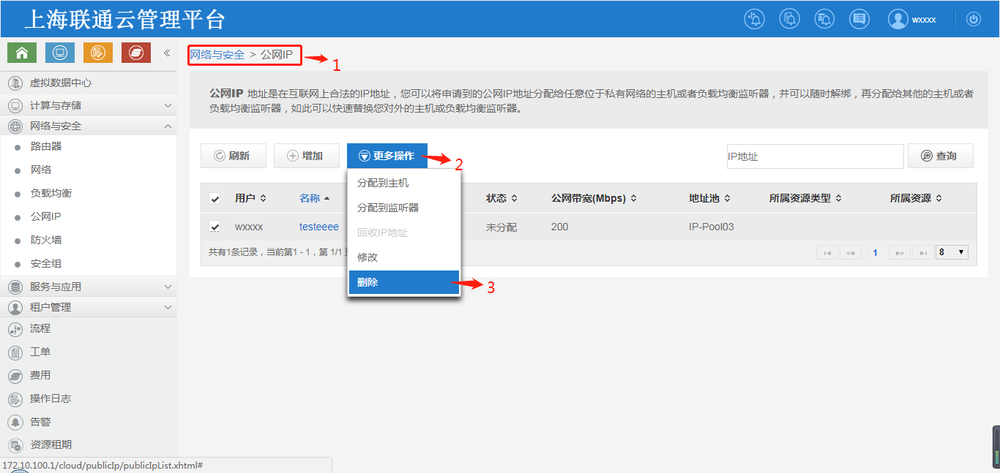 上海联通云管理平台
wxxxx
«
网络与安全 > 公网IP
1
虚拟数据中心
计算与存储
网络与安全
路由器
网络
负载均衡
公网IP
防火墙
安全组
服务与应用
租户管理
流程
工单
费用
操作日志
告警
资源租期
公网IP 地址是在互联网上合法的IP地址，您可以将申请到的公网IP地址分配给任意位于私有网络的主机或者负载均衡监听器，并可以随时解绑，再分配给其他的主机或者
负载均衡监听器，如此可以快速替换您对外的主机或负载均衡监听器。
刷新 增加 更多操作 2 IP地址 查询
分配到主机
分配到监听器
回收IP地址
修改
删除 3
用户 名称 状态 公网带宽(Mbps) 地址池 所属资源类型 所属资源
wxxxx testeeee 未分配 200 IP-Pool03
共有1条记录，当前第1 - 1，第 1/1 1 8
172.10.100.1/cloud/publicIp/publicIpList.xhtml#